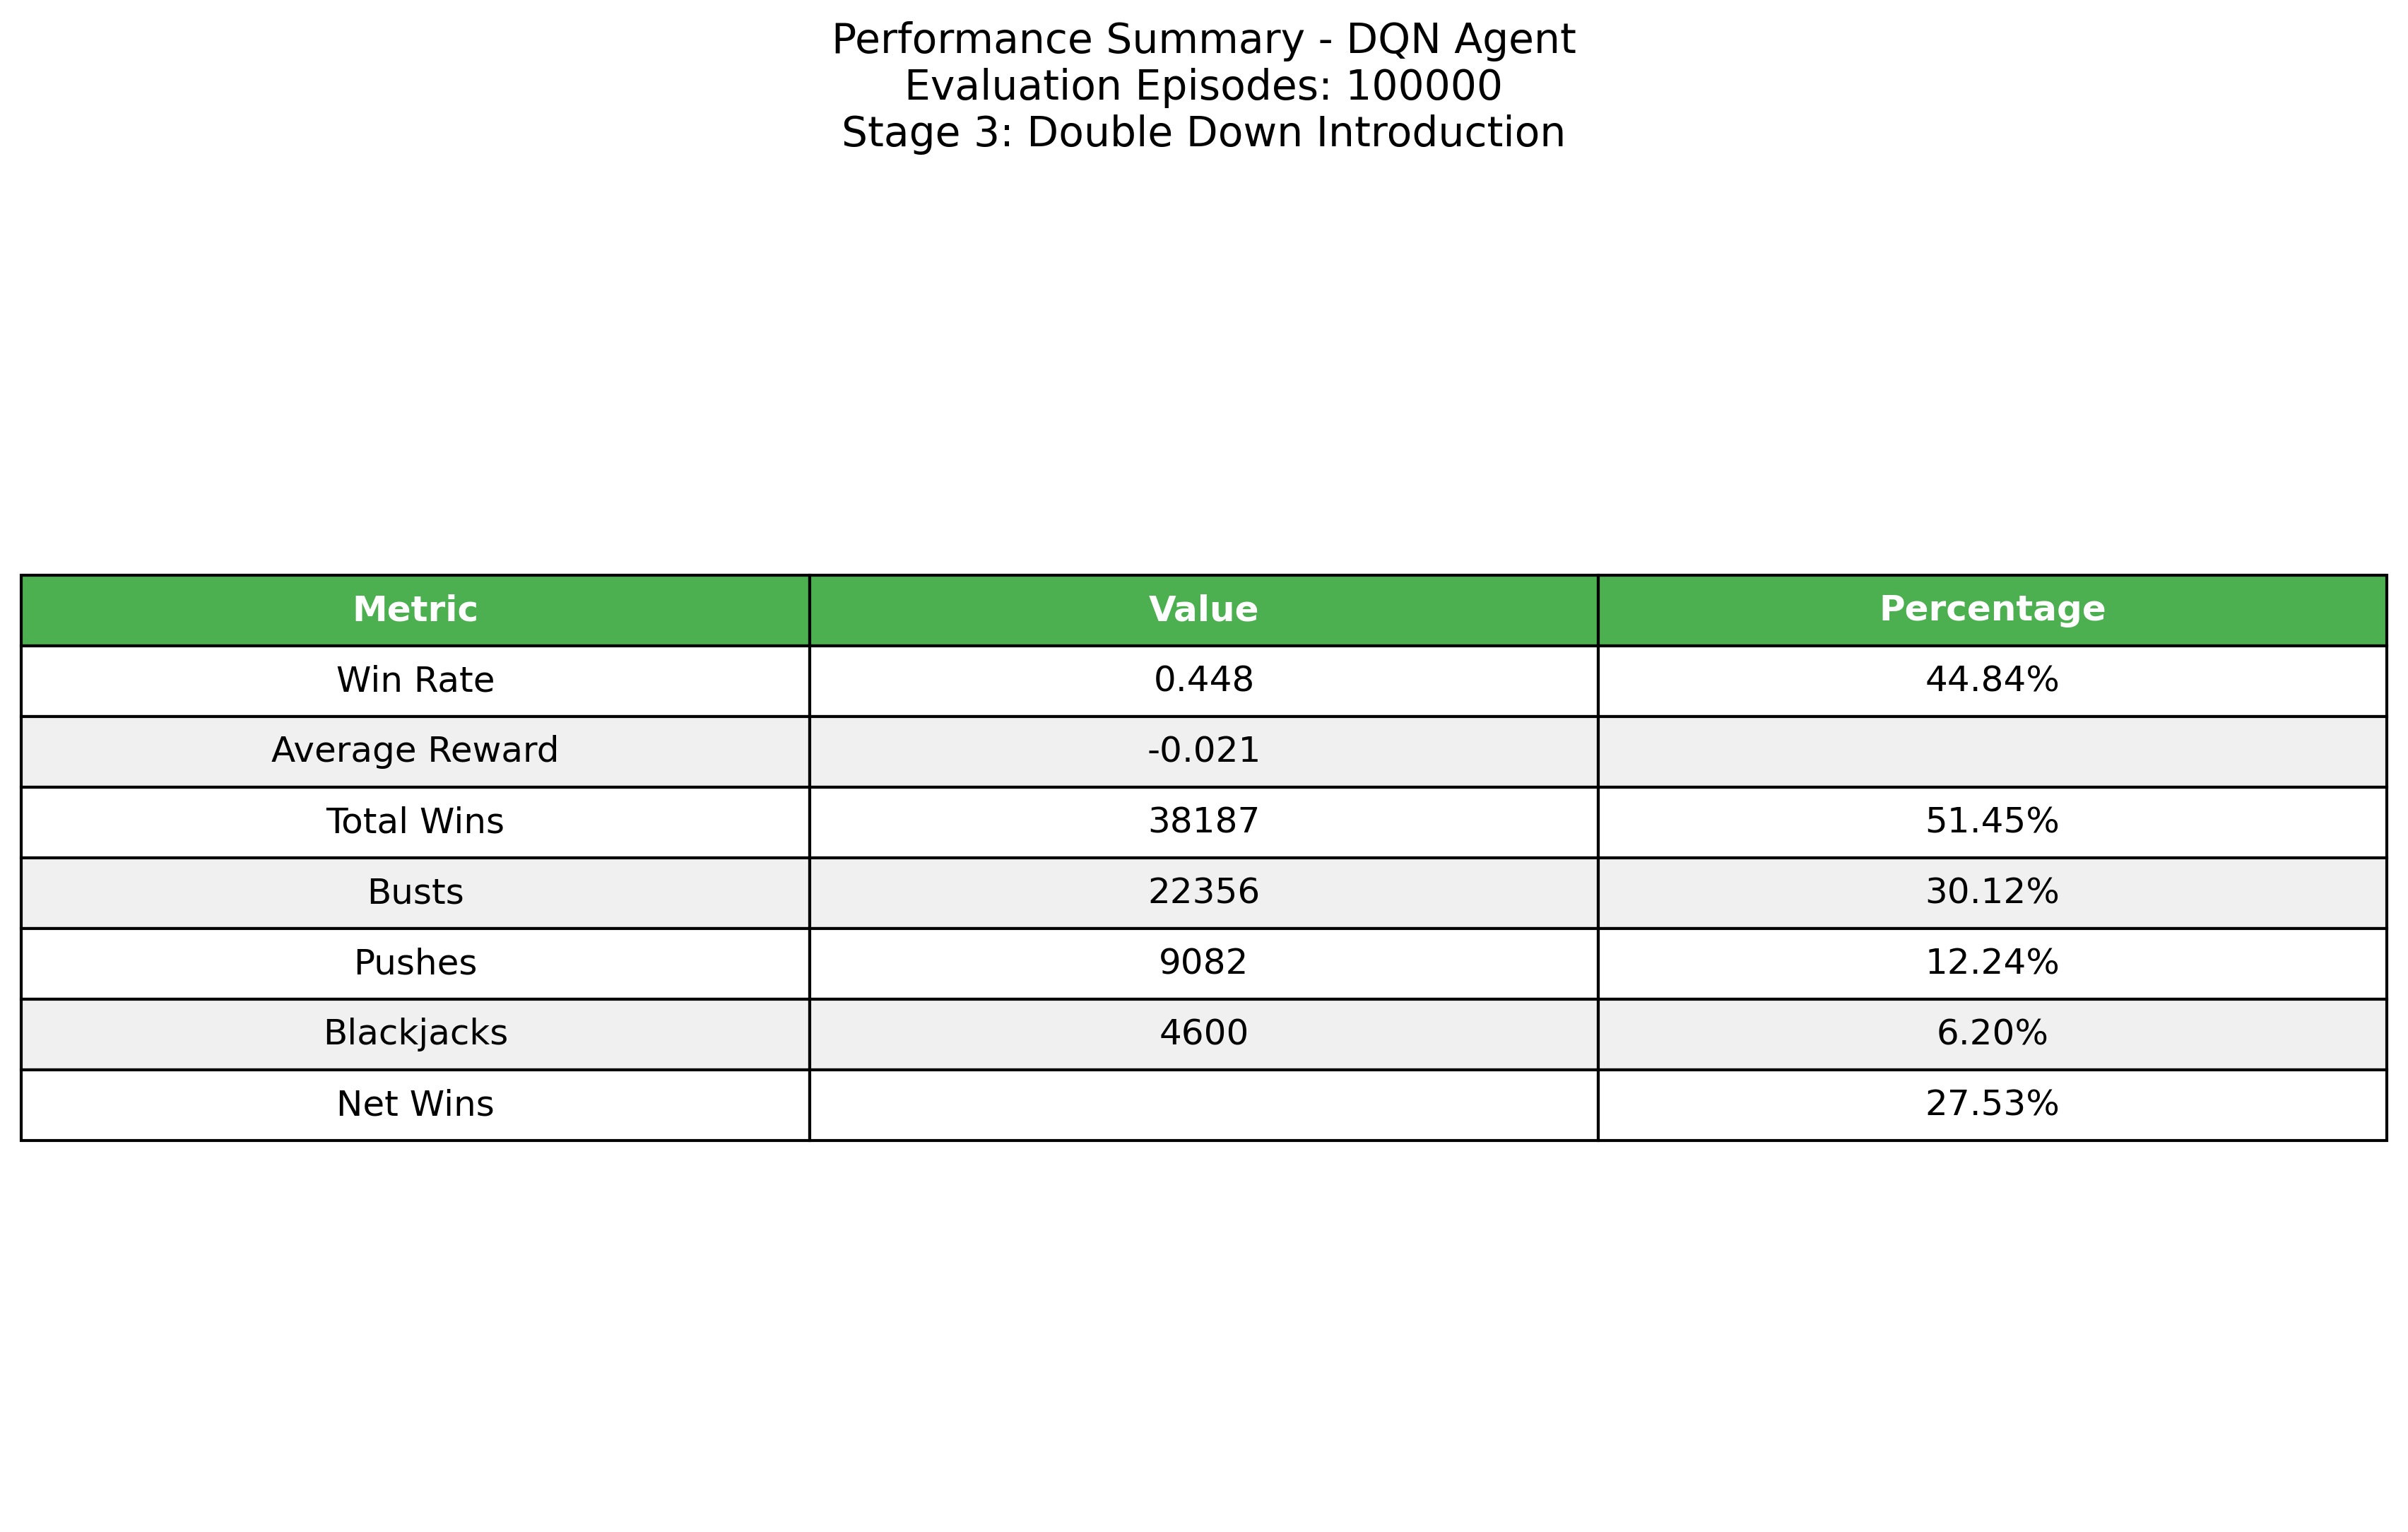 Performance Summary - DQN Agent
Evaluation Episodes: 100000
Stage 3: Double Down Introduction
Metric Value Percentage
Win Rate 0.448 44.84%
Average Reward -0.021
Total Wins 38187 51.45%
Busts 22356 30.12%
Pushes 9082 12.24%
Blackjacks 4600 6.20%
Net Wins 27.53%